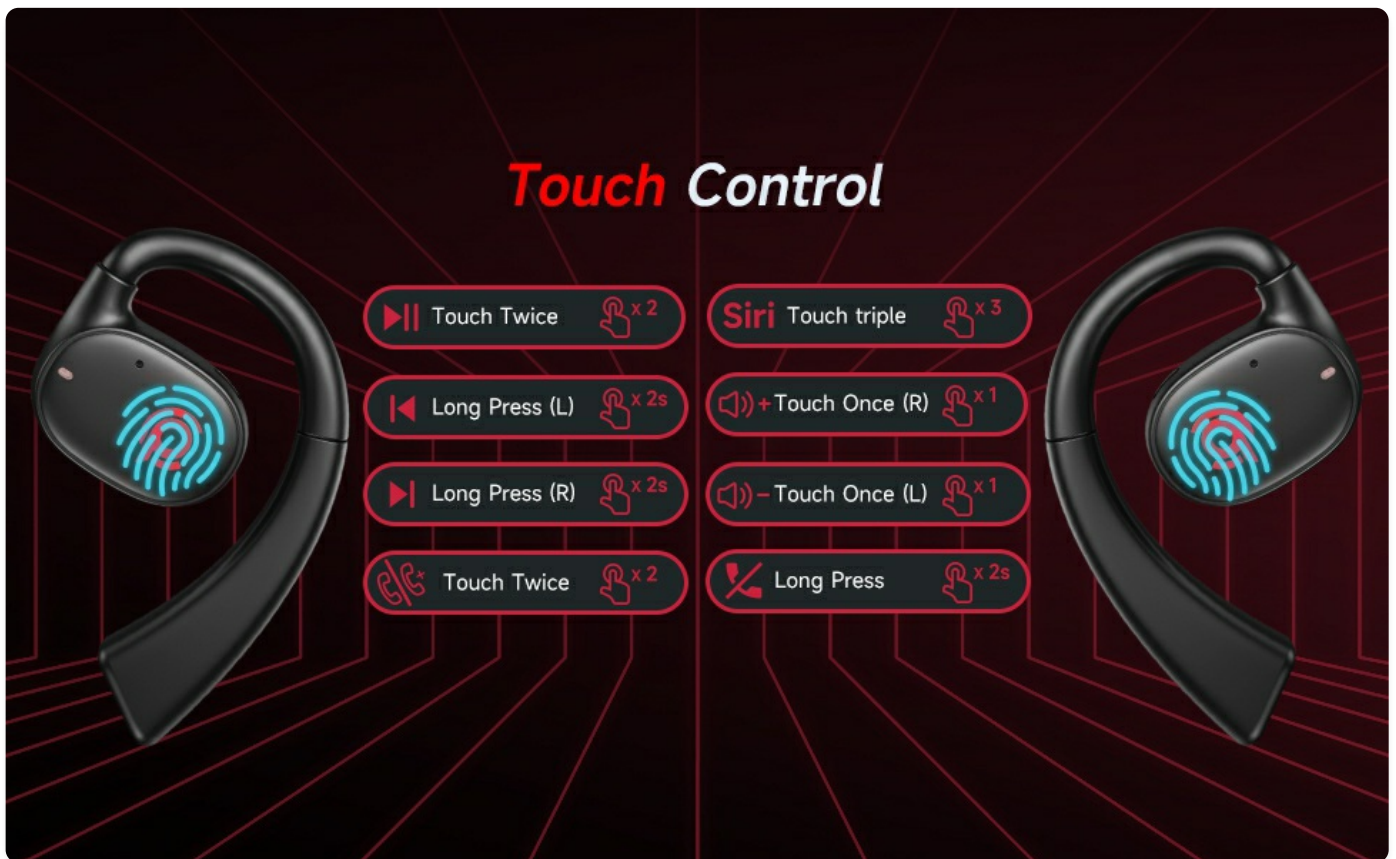 Touch Control
Touch Twice x 2
Long Press (L) x 2s
Long Press (R) x 2s
Touch Twice x 2
Siri Touch triple x 3
+ Touch Once (R) x 1
- Touch Once (L) x 1
Long Press x 2s